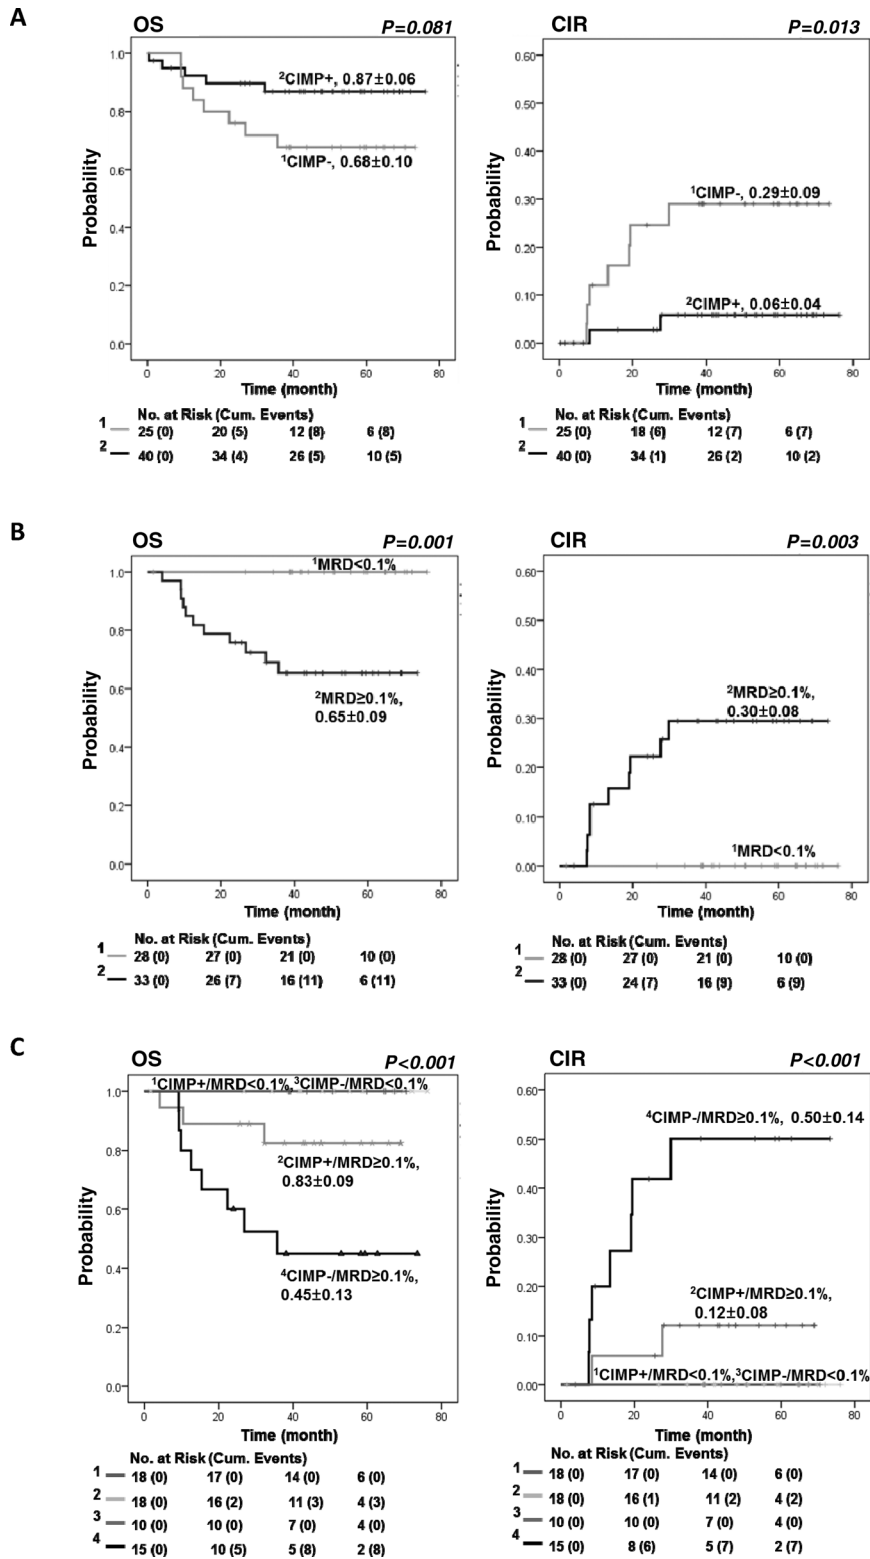 A
OS
P=0.081
1.0
0.8
0.6
0.4
0.2
0.0
Probability
²CIMP+, 0.87±0.06
¹CIMP-, 0.68±0.10
0 20 40 60 80
Time (month)
No. at Risk (Cum. Events)
1 25 (0) 20 (5) 12 (8) 6 (8)
2 40 (0) 34 (4) 26 (5) 10 (5)
CIR
P=0.013
0.60
0.50
0.40
0.30
0.20
0.10
0.00
Probability
¹CIMP-, 0.29±0.09
²CIMP+, 0.06±0.04
0 20 40 60 80
Time (month)
No. at Risk (Cum. Events)
25 (0) 18 (6) 12 (7) 6 (7)
40 (0) 34 (1) 26 (2) 10 (2)
B
OS
P=0.001
1.0
0.8
0.6
0.4
0.2
0.0
Probability
¹MRD<0.1%
²MRD≥0.1%,
0.65±0.09
0 20 40 60 80
Time (month)
No. at Risk (Cum. Events)
1 28 (0) 27 (0) 21 (0) 10 (0)
2 33 (0) 26 (7) 16 (11) 6 (11)
CIR
P=0.003
0.60
0.50
0.40
0.30
0.20
0.10
0.00
Probability
²MRD≥0.1%,
0.30±0.08
¹MRD<0.1%
0 20 40 60 80
Time (month)
No. at Risk (Cum. Events)
1 28 (0) 27 (0) 21 (0) 10 (0)
2 33 (0) 24 (7) 16 (9) 6 (9)
C
OS
P<0.001
1.0
0.8
0.6
0.4
0.2
0.0
Probability
¹CIMP+/MRD<0.1%,³CIMP-/MRD<0.1%
²CIMP+/MRD≥0.1%,
0.83±0.09
⁴CIMP-/MRD≥0.1%,
0.45±0.13
0 20 40 60 80
Time (month)
No. at Risk (Cum. Events)
1 18 (0) 17 (0) 14 (0) 6 (0)
2 18 (0) 16 (2) 11 (3) 4 (3)
3 10 (0) 10 (0) 7 (0) 4 (0)
4 15 (0) 10 (5) 5 (8) 2 (8)
CIR
P<0.001
0.60
0.50
0.40
0.30
0.20
0.10
0.00
Probability
⁴CIMP-/MRD≥0.1%, 0.50±0.14
²CIMP+/MRD≥0.1%,
0.12±0.08
¹CIMP+/MRD<0.1%,³CIMP-/MRD<0.1%
0 20 40 60 80
Time (month)
No. at Risk (Cum. Events)
1 18 (0) 17 (0) 14 (0) 6 (0)
2 18 (0) 16 (1) 11 (2) 4 (2)
3 10 (0) 10 (0) 7 (0) 4 (0)
4 15 (0) 8 (6) 5 (7) 2 (7)